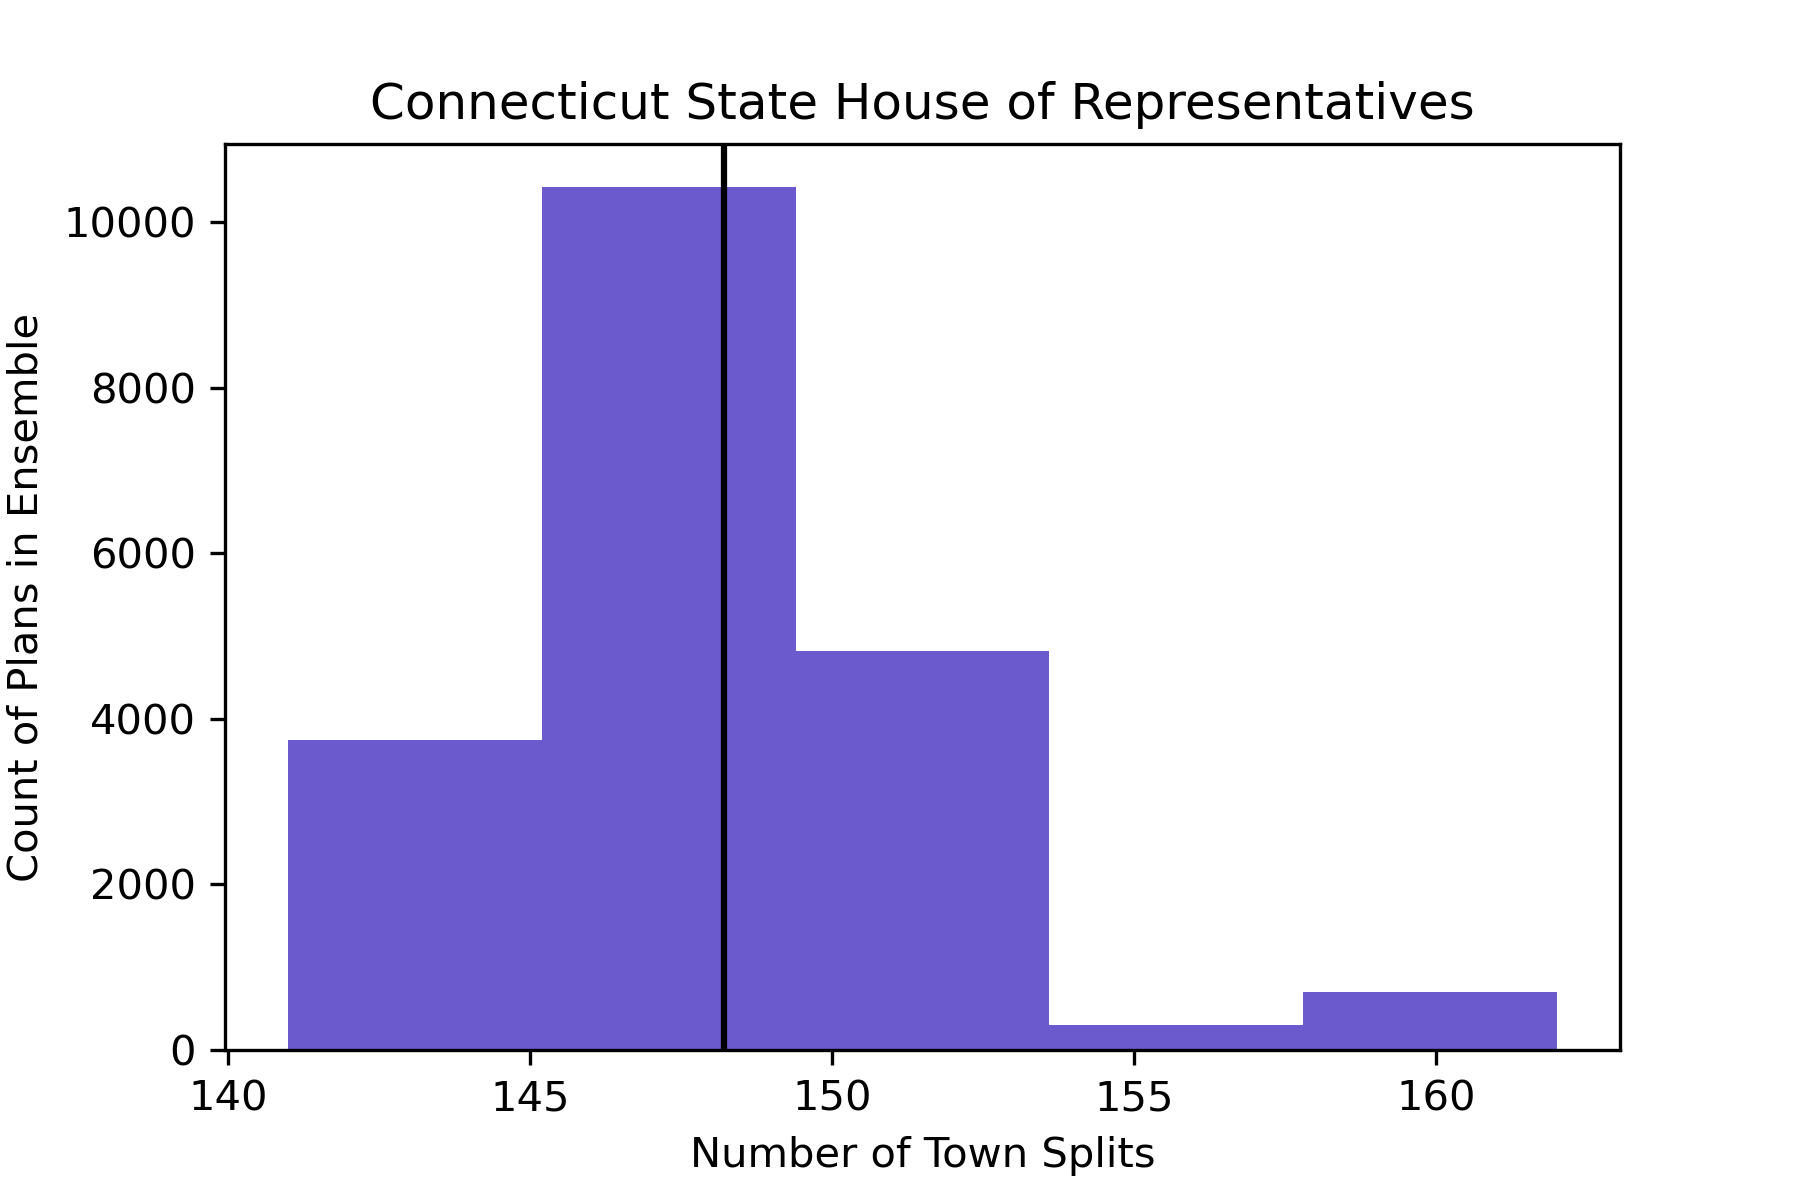 Connecticut State House of Representatives
10000
8000
6000
4000
2000
0
Count of Plans in Ensemble
140 145 150 155 160
Number of Town Splits